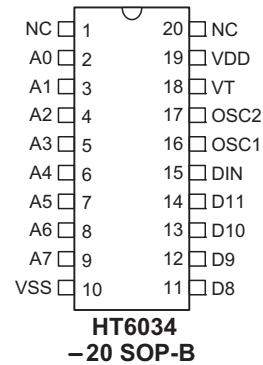 NC 1 20 NC
A0 2 19 VDD
A1 3 18 VT
A2 4 17 OSC2
A3 5 16 OSC1
A4 6 15 DIN
A5 7 14 D11
A6 8 13 D10
A7 9 12 D9
VSS 10 11 D8
HT6034
–20 SOP-B